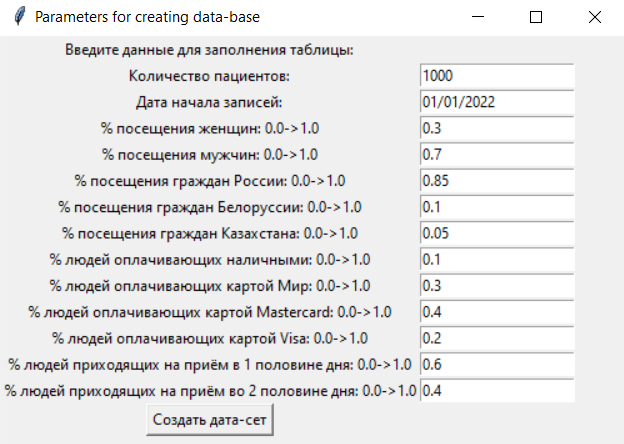 Parameters for creating data-base
Введите данные для заполнения таблицы:
Количество пациентов: 1000
Дата начала записей: 01/01/2022
% посещения женщин: 0.0->1.0 0.3
% посещения мужчин: 0.0->1.0 0.7
% посещения граждан России: 0.0->1.0 0.85
% посещения граждан Белоруссии: 0.0->1.0 0.1
% посещения граждан Казахстана: 0.0->1.0 0.05
% людей оплачивающих наличными: 0.0->1.0 0.1
% людей оплачивающих картой Мир: 0.0->1.0 0.3
% людей оплачивающих картой Mastercard: 0.0->1.0 0.4
% людей оплачивающих картой Visa: 0.0->1.0 0.2
% людей приходящих на приём в 1 половине дня: 0.0->1.0 0.6
% людей приходящих на приём во 2 половине дня: 0.0->1.0 0.4
Создать дата-сет